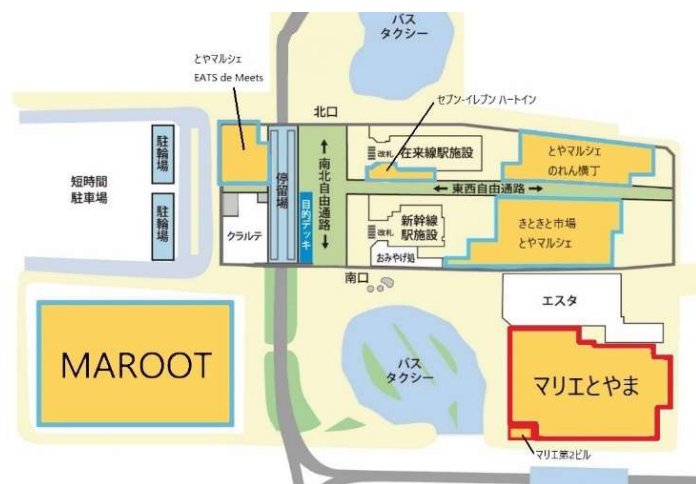 バス
タクシー
とやマルシェ
EATS de Meets
セブン-イレブン ハートイン
北口
駐輪場
駐輪場
短時間
駐車場
停留場
クラルテ
目的デッキ
南北自由通路
改札
在来線駅施設
とやマルシェ
のれん横丁
東西自由通路
改札
新幹線
駅施設
おみやげ処
きときと市場
とやマルシェ
南口
エスタ
MAROOT
バス
タクシー
マリエとやま
マリエ第2ビル